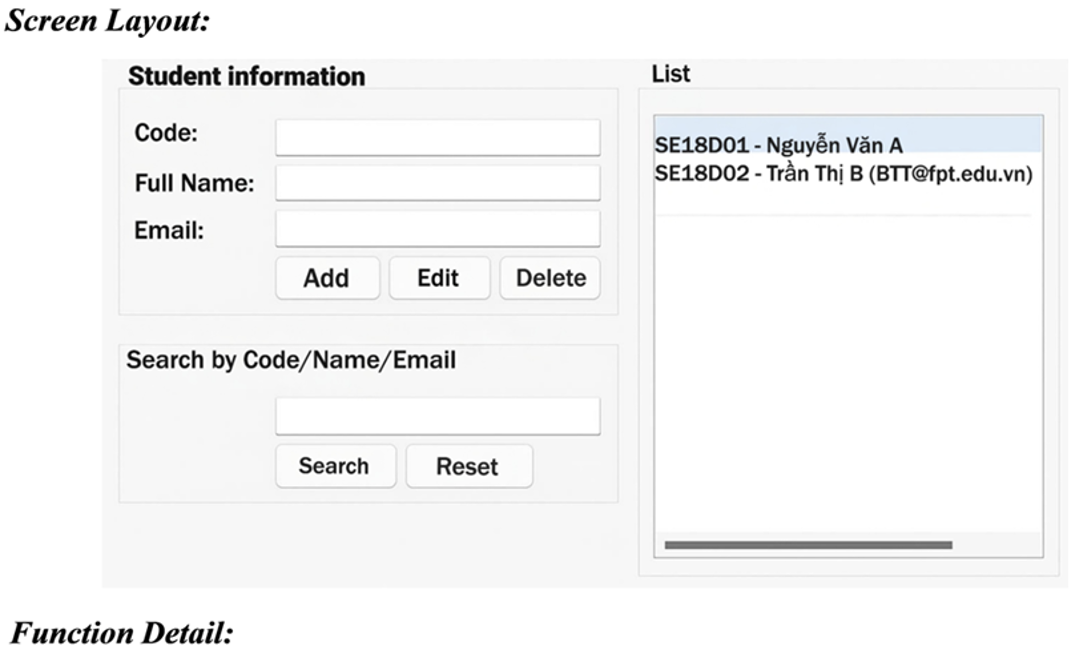 Screen Layout:
Student information
Code:
Full Name:
Email:
Add Edit Delete
Search by Code/Name/Email
Search Reset
List
SE18D01 - Nguyễn Văn A
SE18D02 - Trần Thị B (BTT@fpt.edu.vn)
Function Detail: